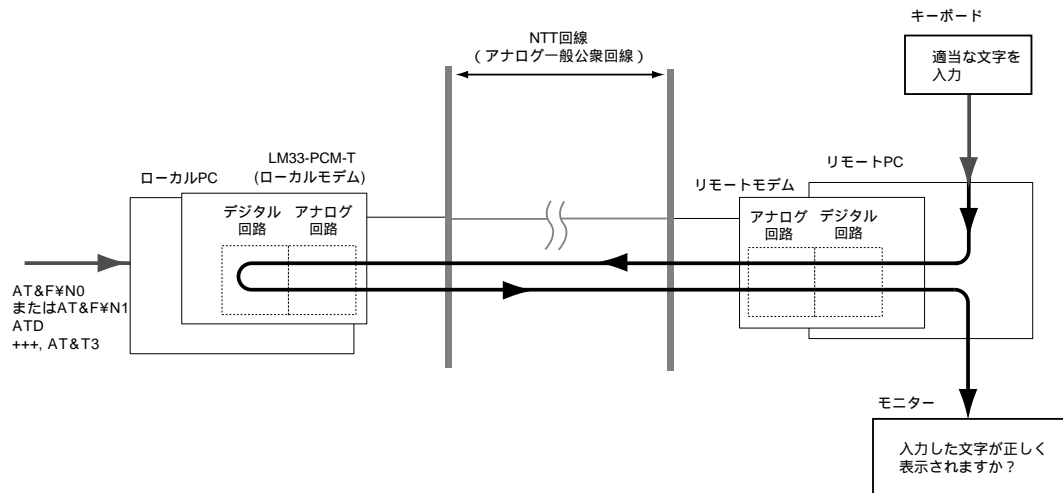 キーボード
適当な文字を
入力
NTT回線
(アナログ一般公衆回線)
LM33-PCM-T
(ローカルモデム)
ローカルPC
リモートPC
リモートモデム
デジタル
回路
アナログ
回路
アナログ
回路
デジタル
回路
AT&F¥N0
またはAT&F¥N1
ATD
+++, AT&T3
モニター
入力した文字が正しく
表示されますか？